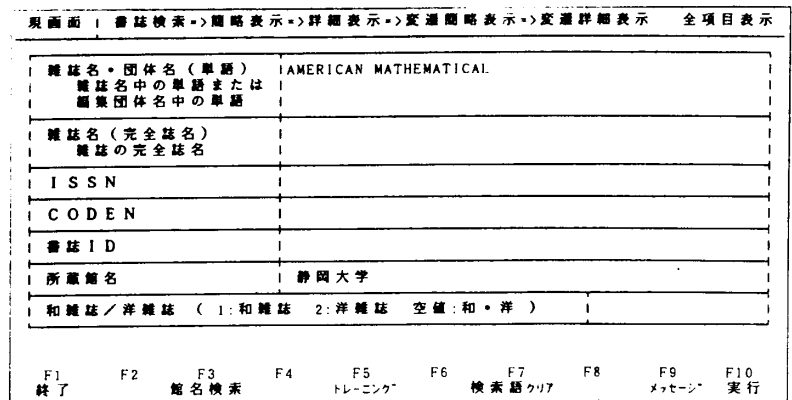 現画面 | 書誌検索=>簡略表示=>詳細表示=>変遷簡略表示=>変遷詳細表示 全項目表示
雑誌名・団体名(単語) AMERICAN MATHEMATICAL
雑誌名中の単語または
編集団体名中の単語
雑誌名(完全誌名)
雑誌の完全誌名
ISSN
CODEN
書誌ID
所蔵館名 静岡大学
和雑誌/洋雑誌 ( 1:和雑誌 2:洋雑誌 空値:和・洋 )
F1 F2 F3 F4 F5 F6 F7 F8 F9 F10
終了 館名検索 トレーニング 検索語クリア メッセージ 実行